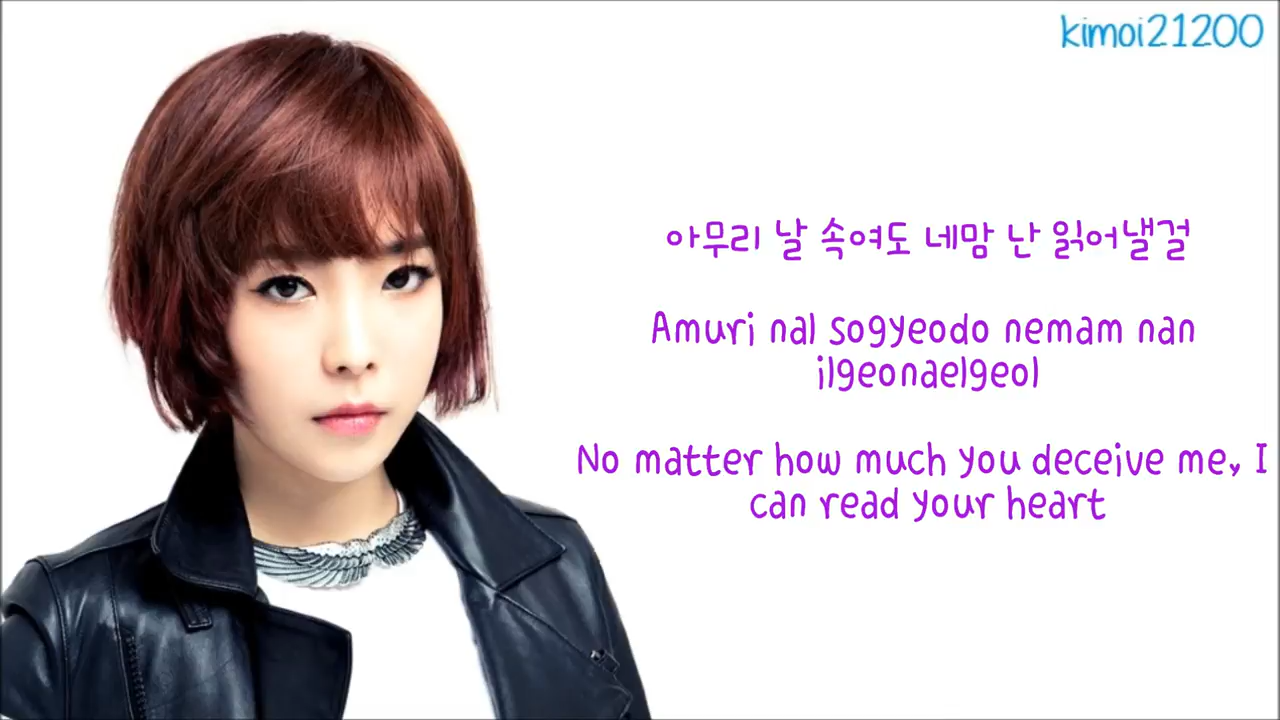 kimoi21200
아무리 날 속여도 네맘 난 읽어낼걸
Amuri nal sogyeodo nemam nan
ilgeonaelgeol
No matter how much you deceive me, I
can read your heart